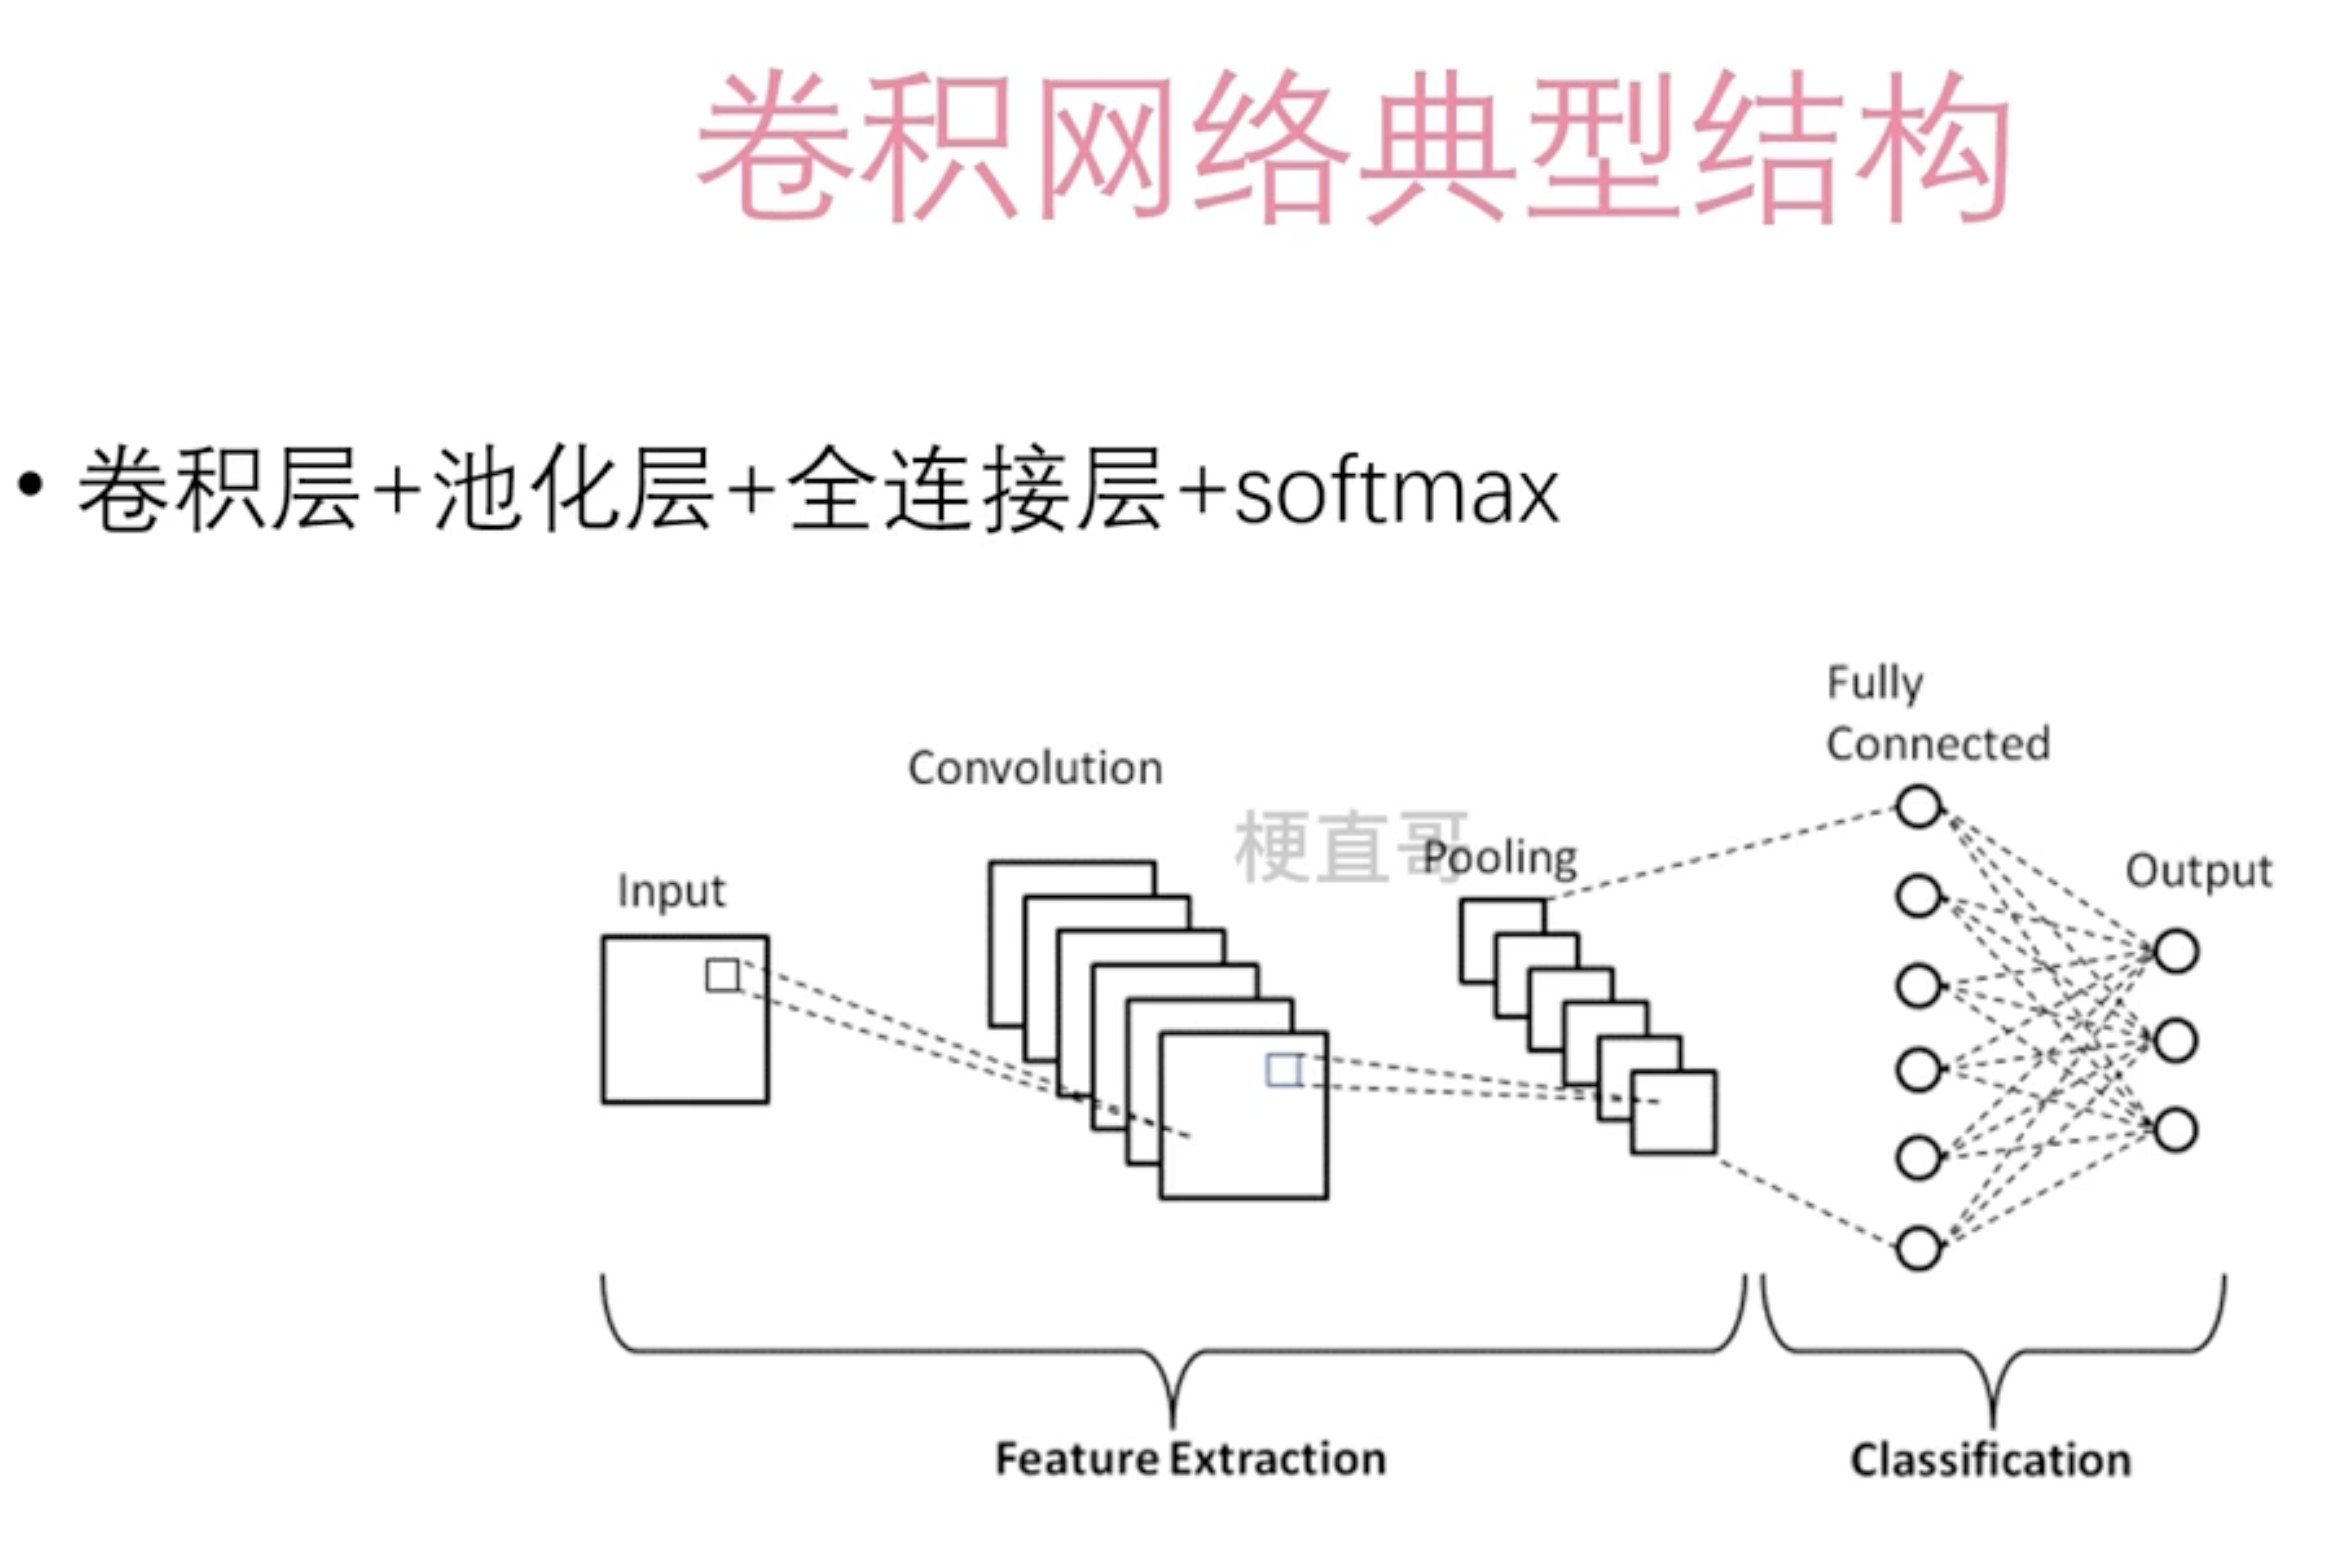 卷积网络典型结构
• 卷积层+池化层+全连接层+softmax
Fully
Connected
Convolution
梗直哥
Pooling
Input
Output
Feature Extraction
Classification